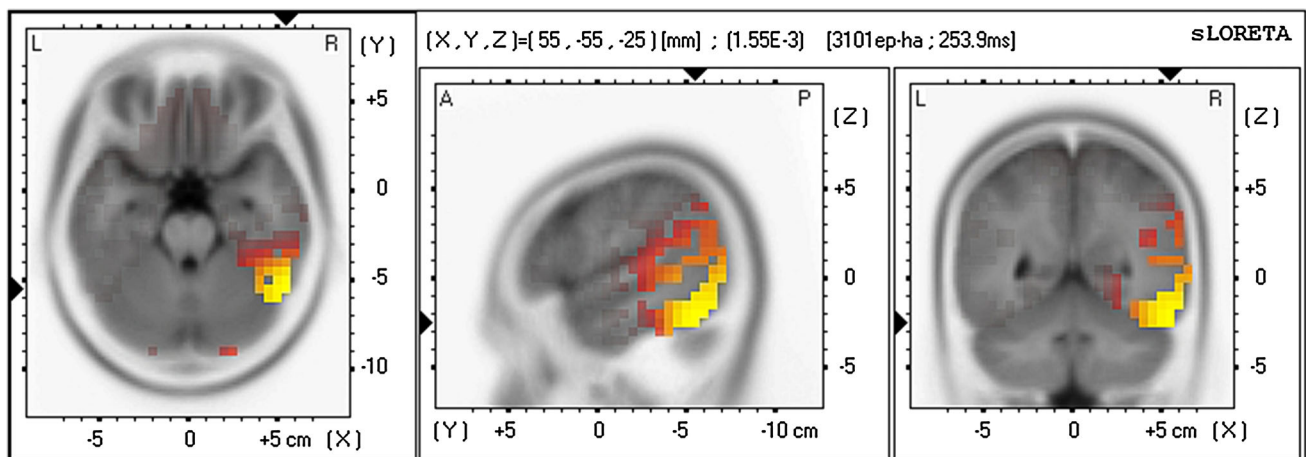 (X,Y,Z)=(55,-55,-25)[mm] ; (1.55E-3) [3101ep-ha ; 253.9ms]
sLORETA
L R (Y)
+5
0
-5
-10
-5 0 +5 cm (X)
A P (Z)
+5
0
-5
(Y) +5 0 -5 -10 cm
L R (Z)
+5
0
-5
-5 0 +5 cm (X)